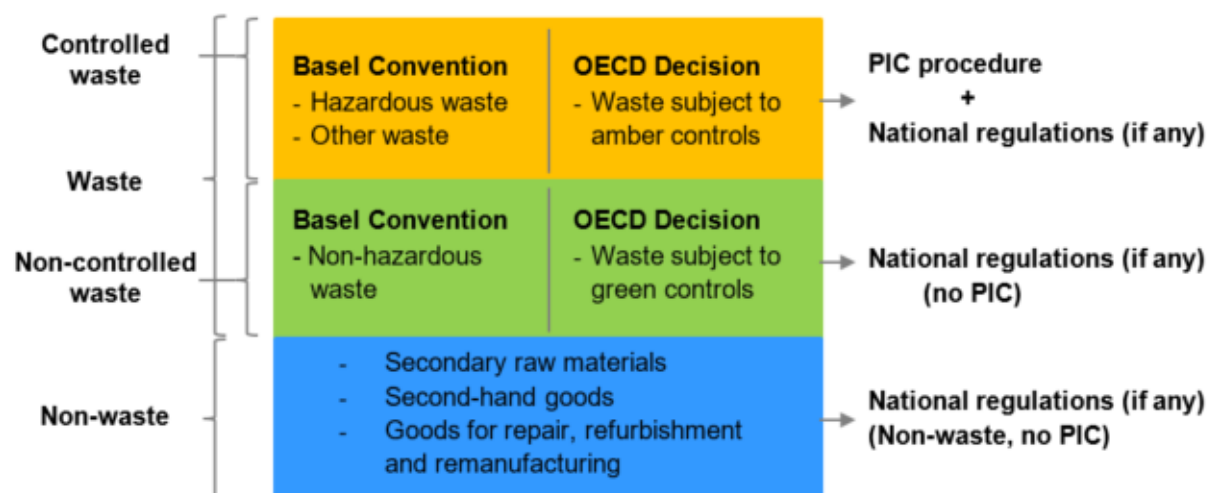 Controlled
waste
Waste
Non-controlled
waste
Non-waste
Basel Convention
- Hazardous waste
- Other waste
OECD Decision
- Waste subject to
amber controls
PIC procedure
+
National regulations (if any)
Basel Convention
- Non-hazardous
waste
OECD Decision
- Waste subject to
green controls
National regulations (if any)
(no PIC)
- Secondary raw materials
- Second-hand goods
- Goods for repair, refurbishment
and remanufacturing
National regulations (if any)
(Non-waste, no PIC)